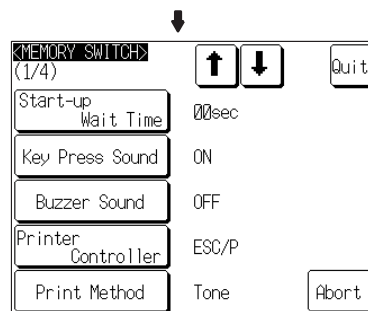 <MEMORY SWITCH>
(1/4)
Quit
Start-up
Wait Time
00sec
Key Press Sound
ON
Buzzer Sound
OFF
Printer
Controller
ESC/P
Print Method
Tone
Abort